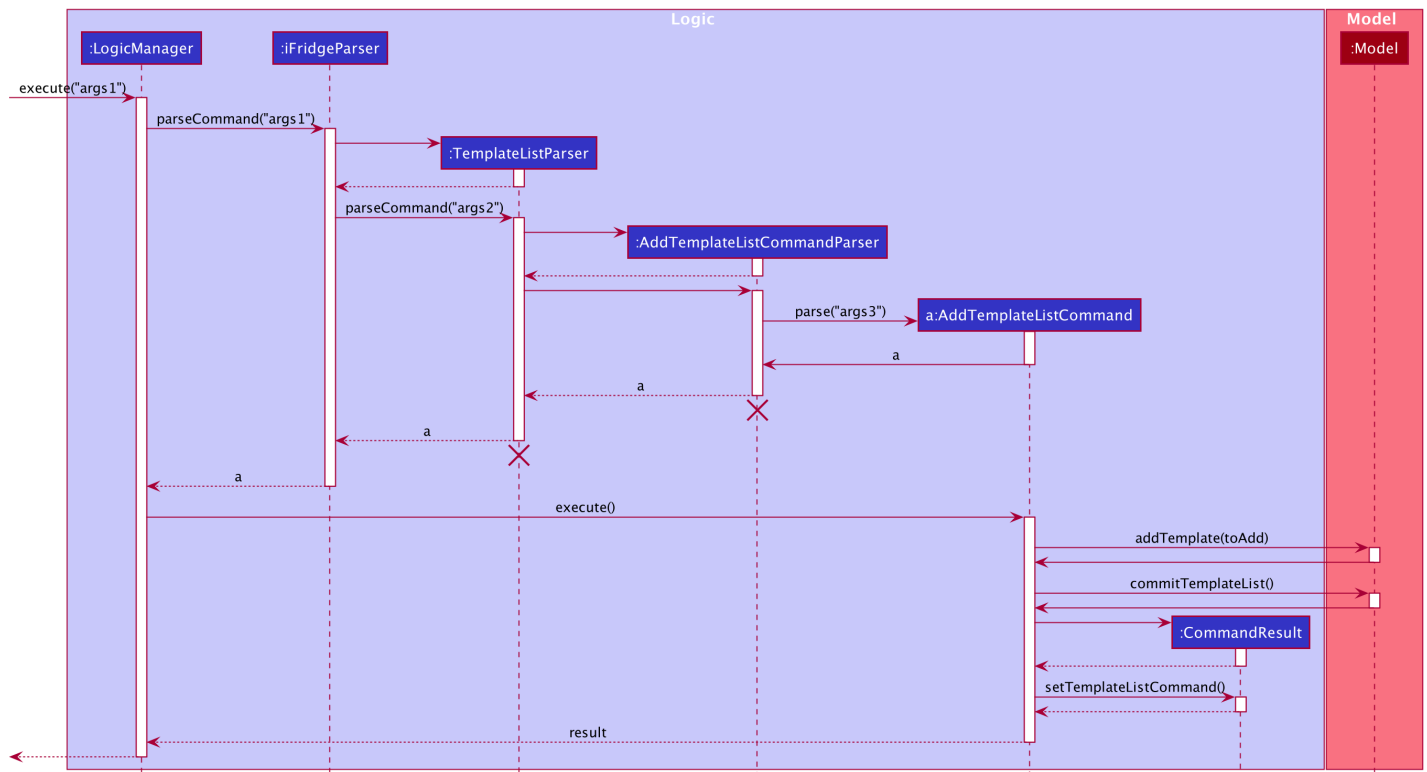 Logic
Model
:LogicManager
:iFridgeParser
:Model
execute("args1")
parseCommand("args1")
:TemplateListParser
parseCommand("args2")
:AddTemplateListCommandParser
parse("args3")
a:AddTemplateListCommand
a
a
a
a
execute()
addTemplate(toAdd)
commitTemplateList()
:CommandResult
setTemplateListCommand()
result